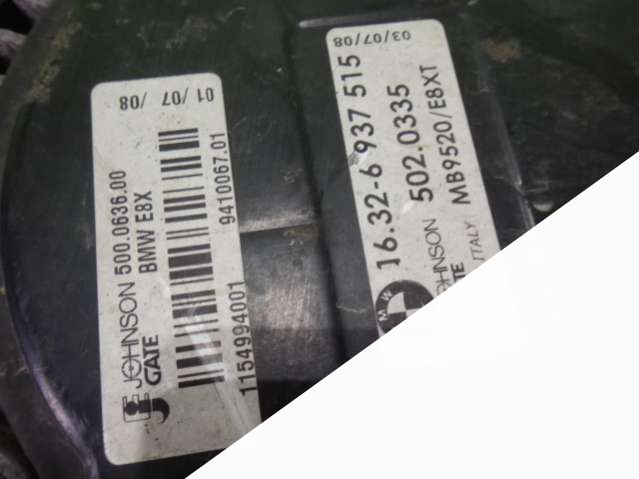 01 /07 /08
JOHNSON 500.0636.00
GATE BMW E8X
9410067.01
1154994001
03/07/08
BMW 16.32-6 937 515
JOHNSON 502.0335
GATE MB9520/E8XT
ITALY